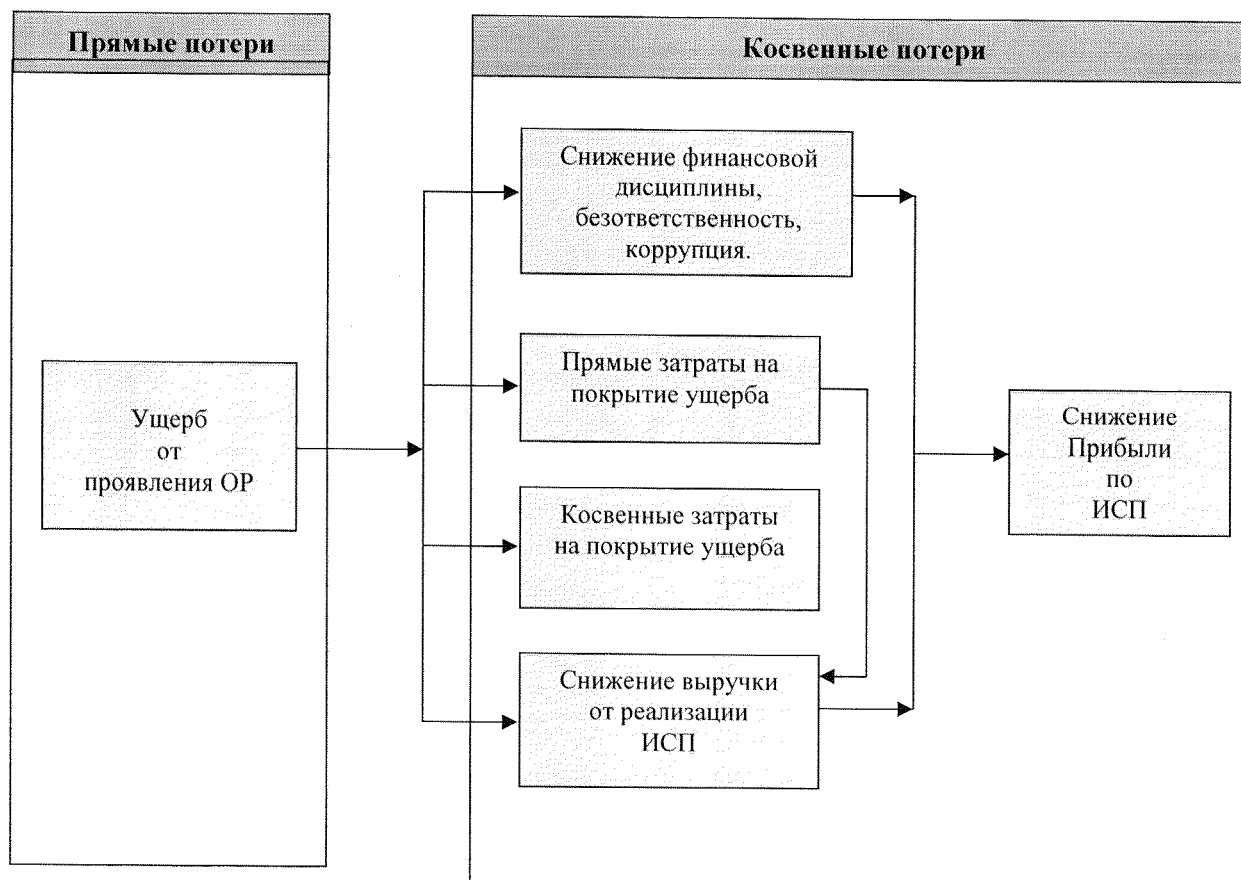 Прямые потери
Косвенные потери
Ущерб
от
проявления ОР
Снижение финансовой
дисциплины,
безответственность,
коррупция.
Прямые затраты на
покрытие ущерба
Косвенные затраты
на покрытие ущерба
Снижение выручки
от реализации
ИСП
Снижение
Прибыли
по
ИСП